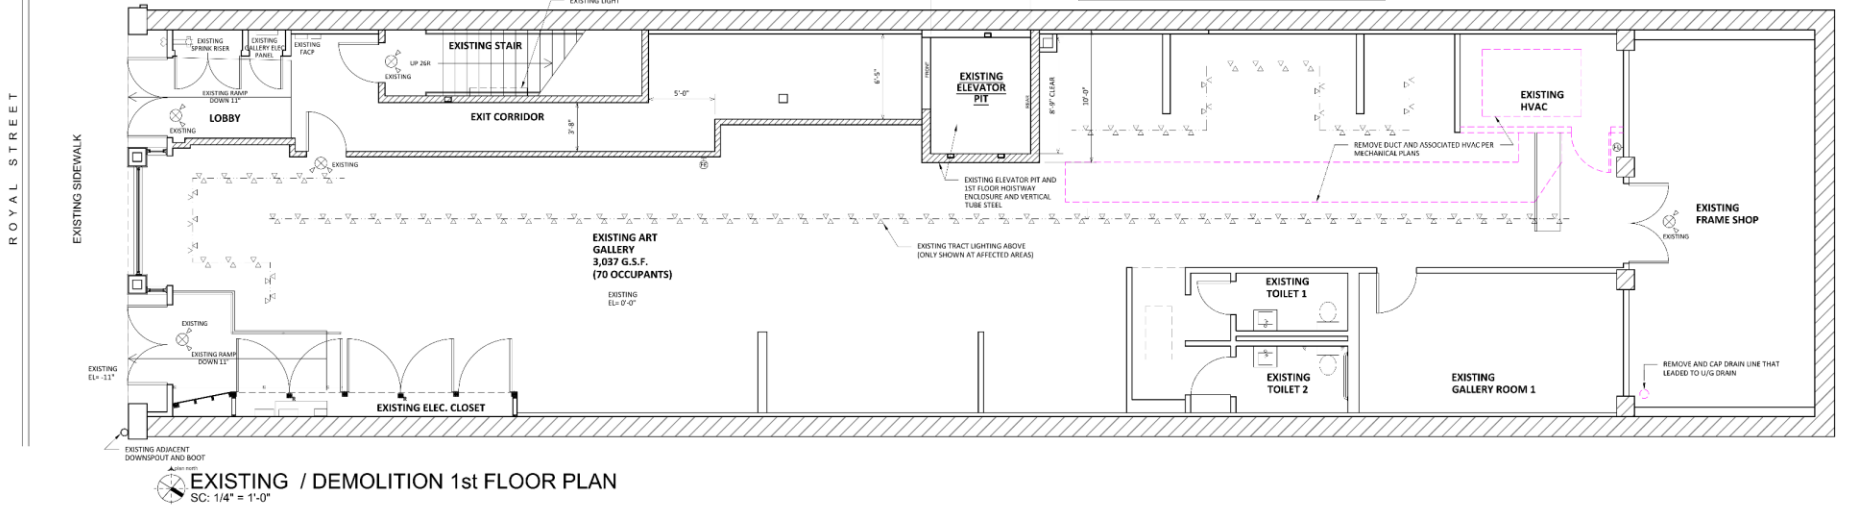 EXISTING LIGHT
ROYAL STREET
EXISTING SIDEWALK
EXISTING
SPRINK RISER
EXISTING
GALLERY ELEC
PANEL
EXISTING
FACP
EXISTING RAMP
DOWN 11"
LOBBY
EXISTING
EXISTING STAIR
UP 26R
EXISTING
EXIT CORRIDOR
3'-8"
5'-0"
6'-5"
EXISTING
FRONT
EXISTING
ELEVATOR
PIT
REAR
8'-9" CLEAR
10'-0"
EXISTING
HVAC
REMOVE DUCT AND ASSOCIATED HVAC PER
MECHANICAL PLANS
EXISTING ELEVATOR PIT AND
1ST FLOOR HOISTWAY
ENCLOSURE AND VERTICAL
TUBE STEEL
EXISTING
FRAME SHOP
EXISTING
EXISTING ART
GALLERY
3,037 G.S.F.
(70 OCCUPANTS)
EXISTING
EL= 0'-0"
EXISTING TRACT LIGHTING ABOVE
(ONLY SHOWN AT AFFECTED AREAS)
EXISTING
TOILET 1
EXISTING
TOILET 2
EXISTING
GALLERY ROOM 1
REMOVE AND CAP DRAIN LINE THAT
LEADED TO U/G DRAIN
EXISTING
EXISTING RAMP
DOWN 11"
EXISTING
EL= -11"
EXISTING ELEC. CLOSET
EXISTING ADJACENT
DOWNSPOUT AND BOOT
plan north
EXISTING / DEMOLITION 1st FLOOR PLAN
SC: 1/4" = 1'-0"